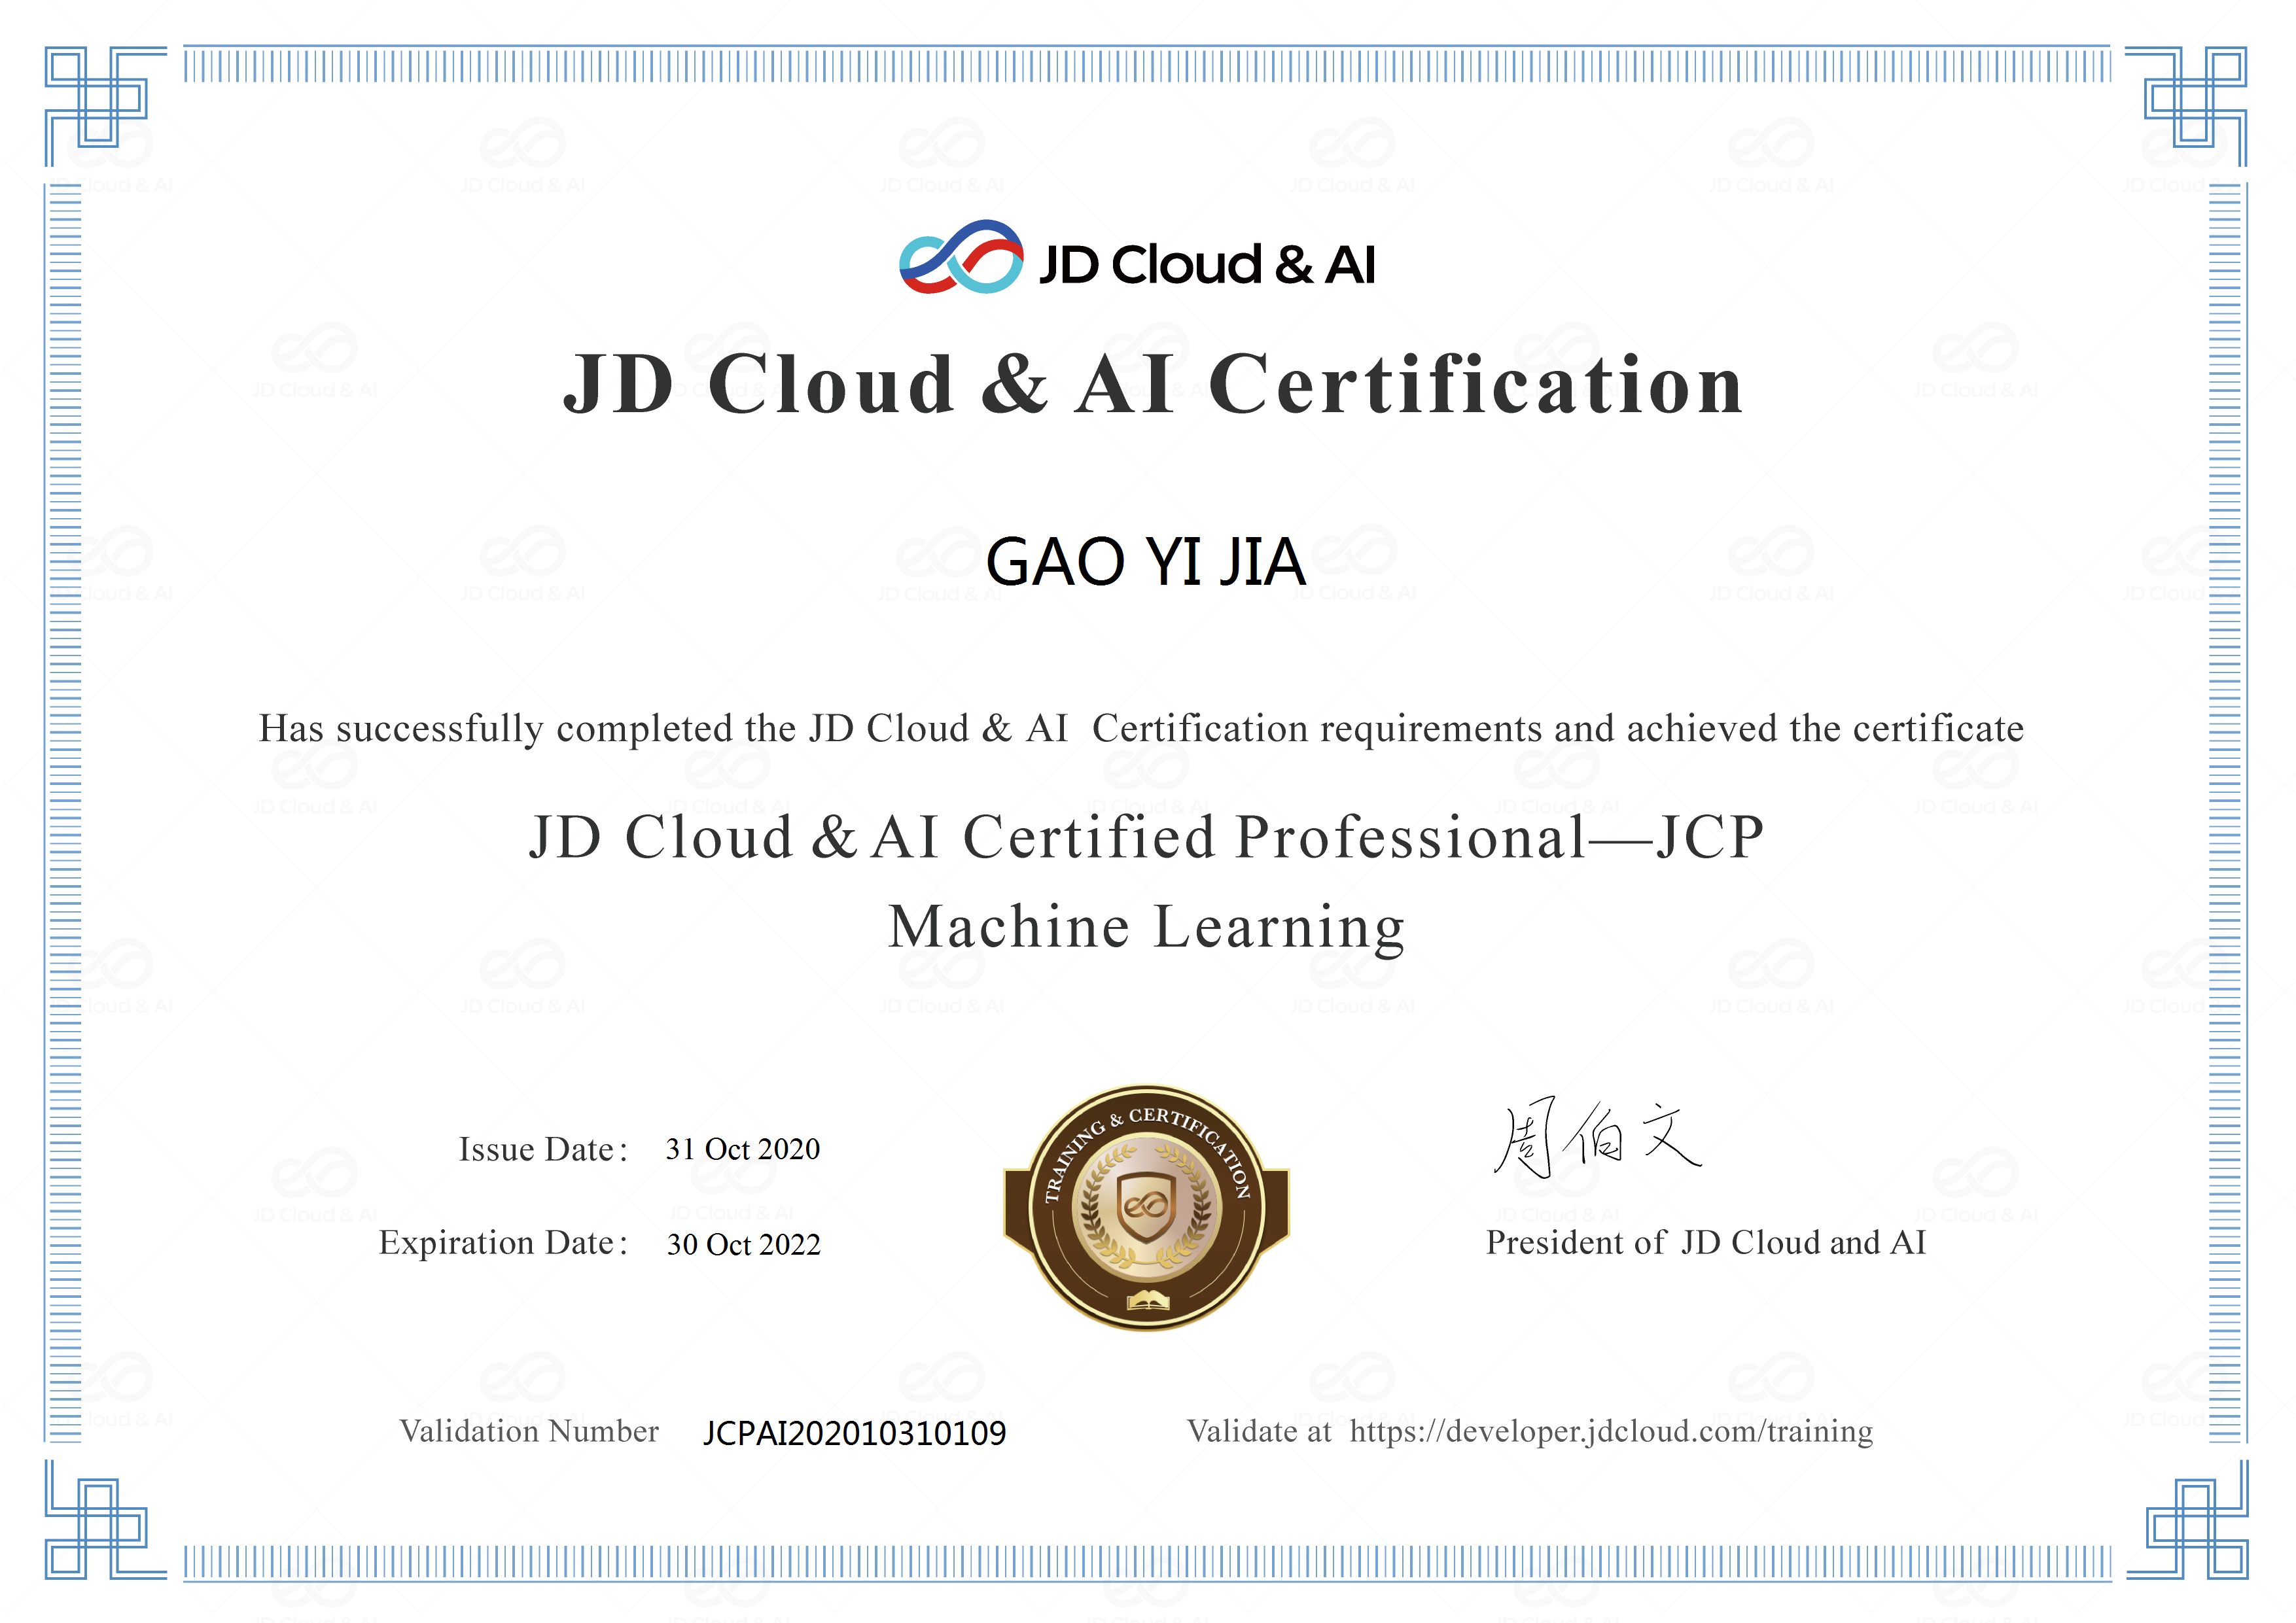 JD Cloud & AI
JD Cloud & AI Certification
GAO YI JIA
Has successfully completed the JD Cloud & AI Certification requirements and achieved the certificate
JD Cloud & AI Certified Professional—JCP
Machine Learning
TRAINING & CERTIFICATION
周伯文
Issue Date: 31 Oct 2020
Expiration Date: 30 Oct 2022
President of JD Cloud and AI
Validation Number JCPAI202010310109
Validate at https://developer.jdcloud.com/training